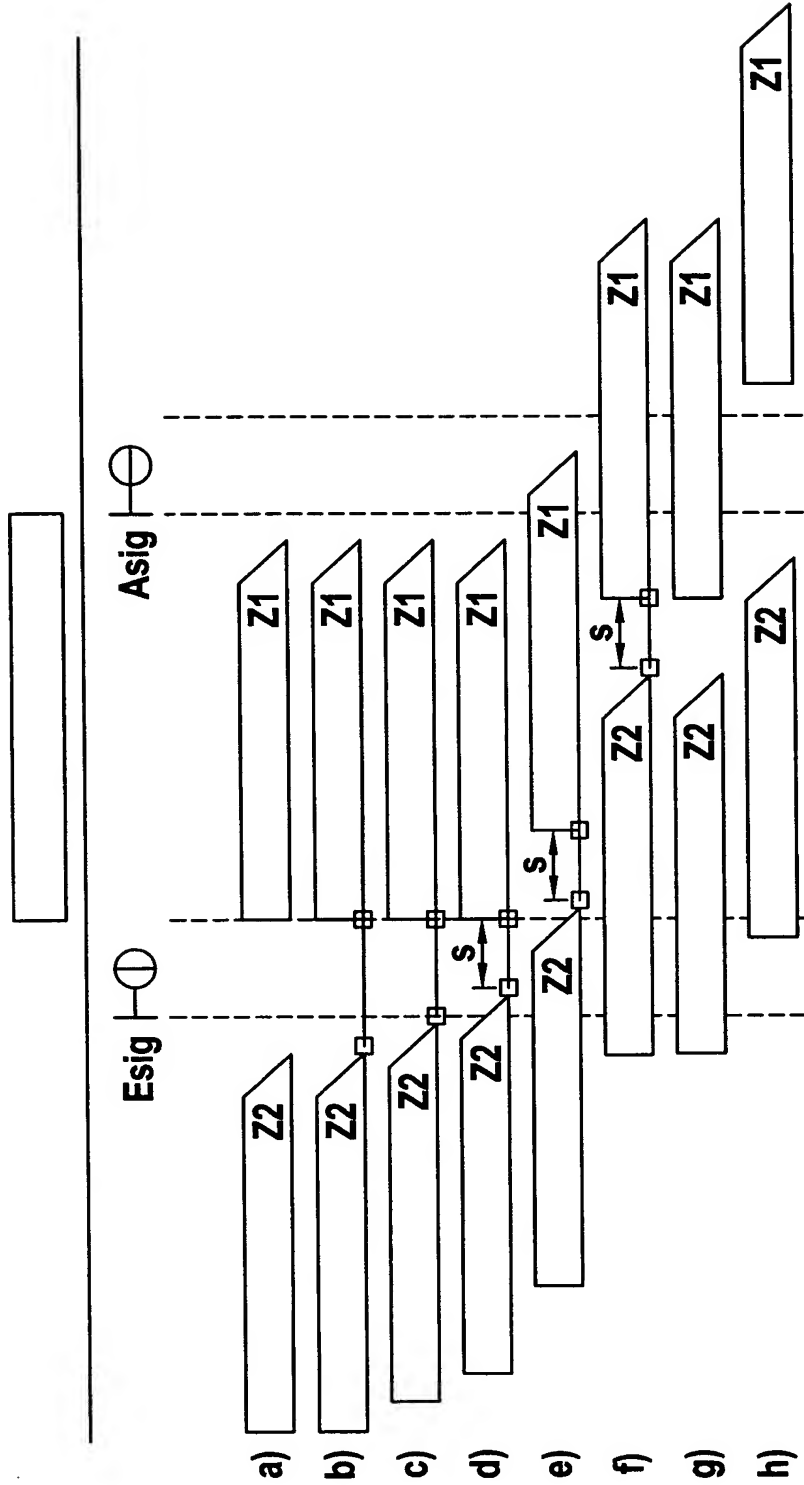 Esig Asig
a) Z2 Z1
b) Z2 Z1
c) Z2 Z1
d) Z2 s Z1
e) Z2 s Z1
f) Z2 s Z1
g) Z2 Z1
h) Z2 Z1